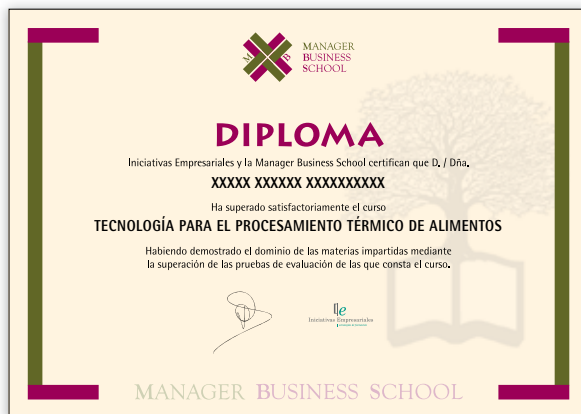 M B
MANAGER
BUSINESS
SCHOOL
DIPLOMA
Iniciativas Empresariales y la Manager Business School certifican que D. / Dña.
XXXXX XXXXXX XXXXXXXXXX
Ha superado satisfactoriamente el curso
TECNOLOGÍA PARA EL PROCESAMIENTO TÉRMICO DE ALIMENTOS
Habiendo demostrado el dominio de las materias impartidas mediante
la superación de las pruebas de evaluación de las que consta el curso.
Ie
Iniciativas Empresariales
MANAGER BUSINESS SCHOOL